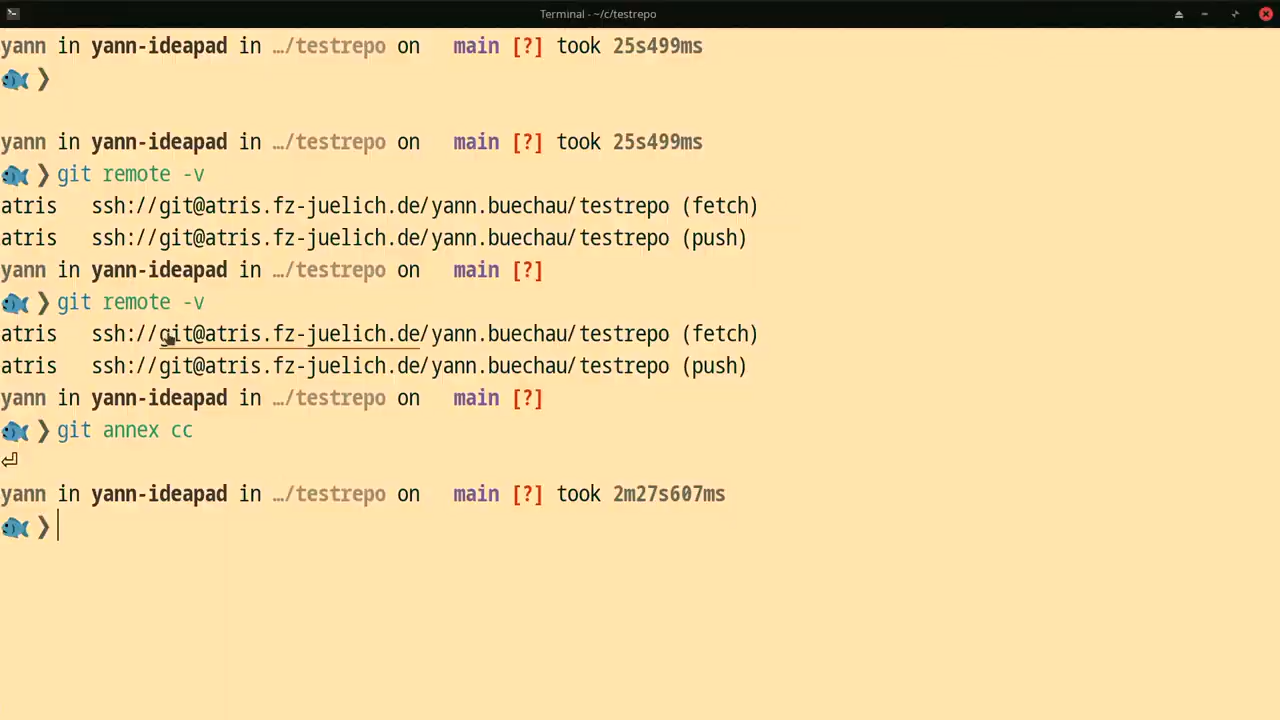 Terminal - ~/c/testrepo
yann in yann-ideapad in …/testrepo on main [?] took 25s499ms
❯
yann in yann-ideapad in …/testrepo on main [?] took 25s499ms
❯ git remote -v
atris ssh://git@atris.fz-juelich.de/yann.buechau/testrepo (fetch)
atris ssh://git@atris.fz-juelich.de/yann.buechau/testrepo (push)
yann in yann-ideapad in …/testrepo on main [?]
❯ git remote -v
atris ssh://git@atris.fz-juelich.de/yann.buechau/testrepo (fetch)
atris ssh://git@atris.fz-juelich.de/yann.buechau/testrepo (push)
yann in yann-ideapad in …/testrepo on main [?]
❯ git annex cc
⏎
yann in yann-ideapad in …/testrepo on main [?] took 2m27s607ms
❯